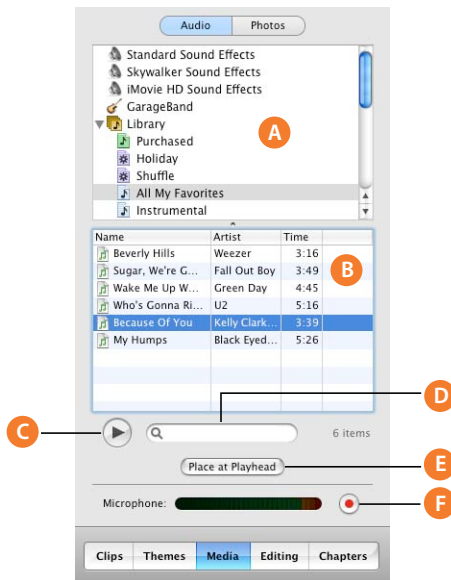 Audio Photos
Standard Sound Effects
Skywalker Sound Effects
iMovie HD Sound Effects
GarageBand
Library
A
Purchased
Holiday
Shuffle
All My Favorites
Instrumental
Name Artist Time
Beverly Hills Weezer 3:16
B
Sugar, We're G... Fall Out Boy 3:49
Wake Me Up W... Green Day 4:45
Who's Gonna Ri... U2 5:16
Because Of You Kelly Clark... 3:39
My Humps Black Eyed... 5:26
D
C 6 items
Place at Playhead E
Microphone: F
Clips Themes Media Editing Chapters